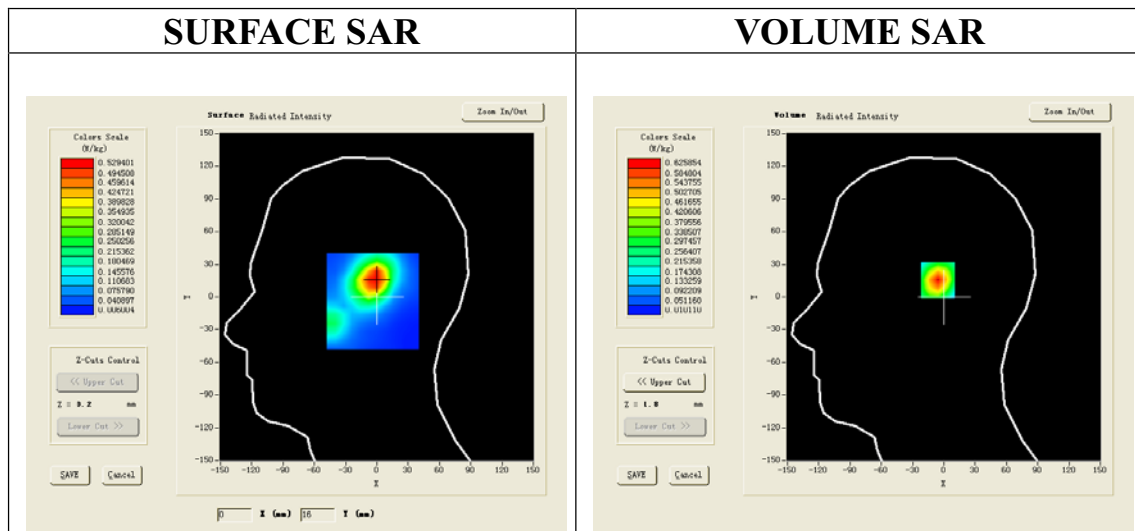 SURFACE SAR
VOLUME SAR
Surface Radiated Intensity
Zoom In/Out
Colors Scale
(W/kg)
0.529401
0.494508
0.459614
0.424721
0.389828
0.354935
0.320042
0.285149
0.250256
0.215362
0.180469
0.145576
0.110683
0.075790
0.040897
0.006004
150
120
90
60
30
0
-30
-60
-90
-120
-150
Y
-150 -120 -90 -60 -30 0 30 60 90 120 150
X
Z-Cuts Control
<< Upper Cut
mm
Lower Cut >>
SAVE Cancel
0 X (mm) 16 Y (mm)
Volume Radiated Intensity
Zoom In/Out
Colors Scale
(W/kg)
0.625854
0.584804
0.543755
0.502705
0.461655
0.420606
0.379556
0.338507
0.297457
0.256407
0.215358
0.174308
0.133259
0.092209
0.051160
0.010110
150
120
90
60
30
0
-30
-60
-90
-120
-150
Y
-150 -120 -90 -60 -30 0 30 60 90 120 150
X
Z-Cuts Control
<< Upper Cut
mm
Lower Cut >>
SAVE Cancel